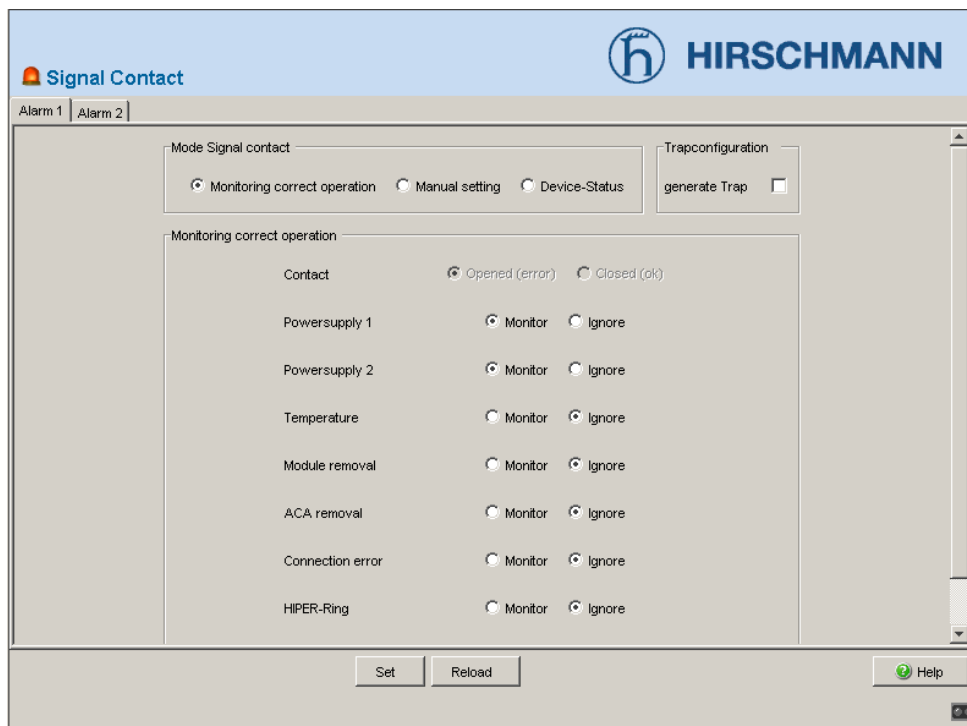 HIRSCHMANN
Signal Contact
Alarm 1 Alarm 2
Mode Signal contact Trapconfiguration
Monitoring correct operation Manual setting Device-Status generate Trap
Monitoring correct operation
Contact Opened (error) Closed (ok)
Powersupply 1 Monitor Ignore
Powersupply 2 Monitor Ignore
Temperature Monitor Ignore
Module removal Monitor Ignore
ACA removal Monitor Ignore
Connection error Monitor Ignore
HIPER-Ring Monitor Ignore
Set Reload Help